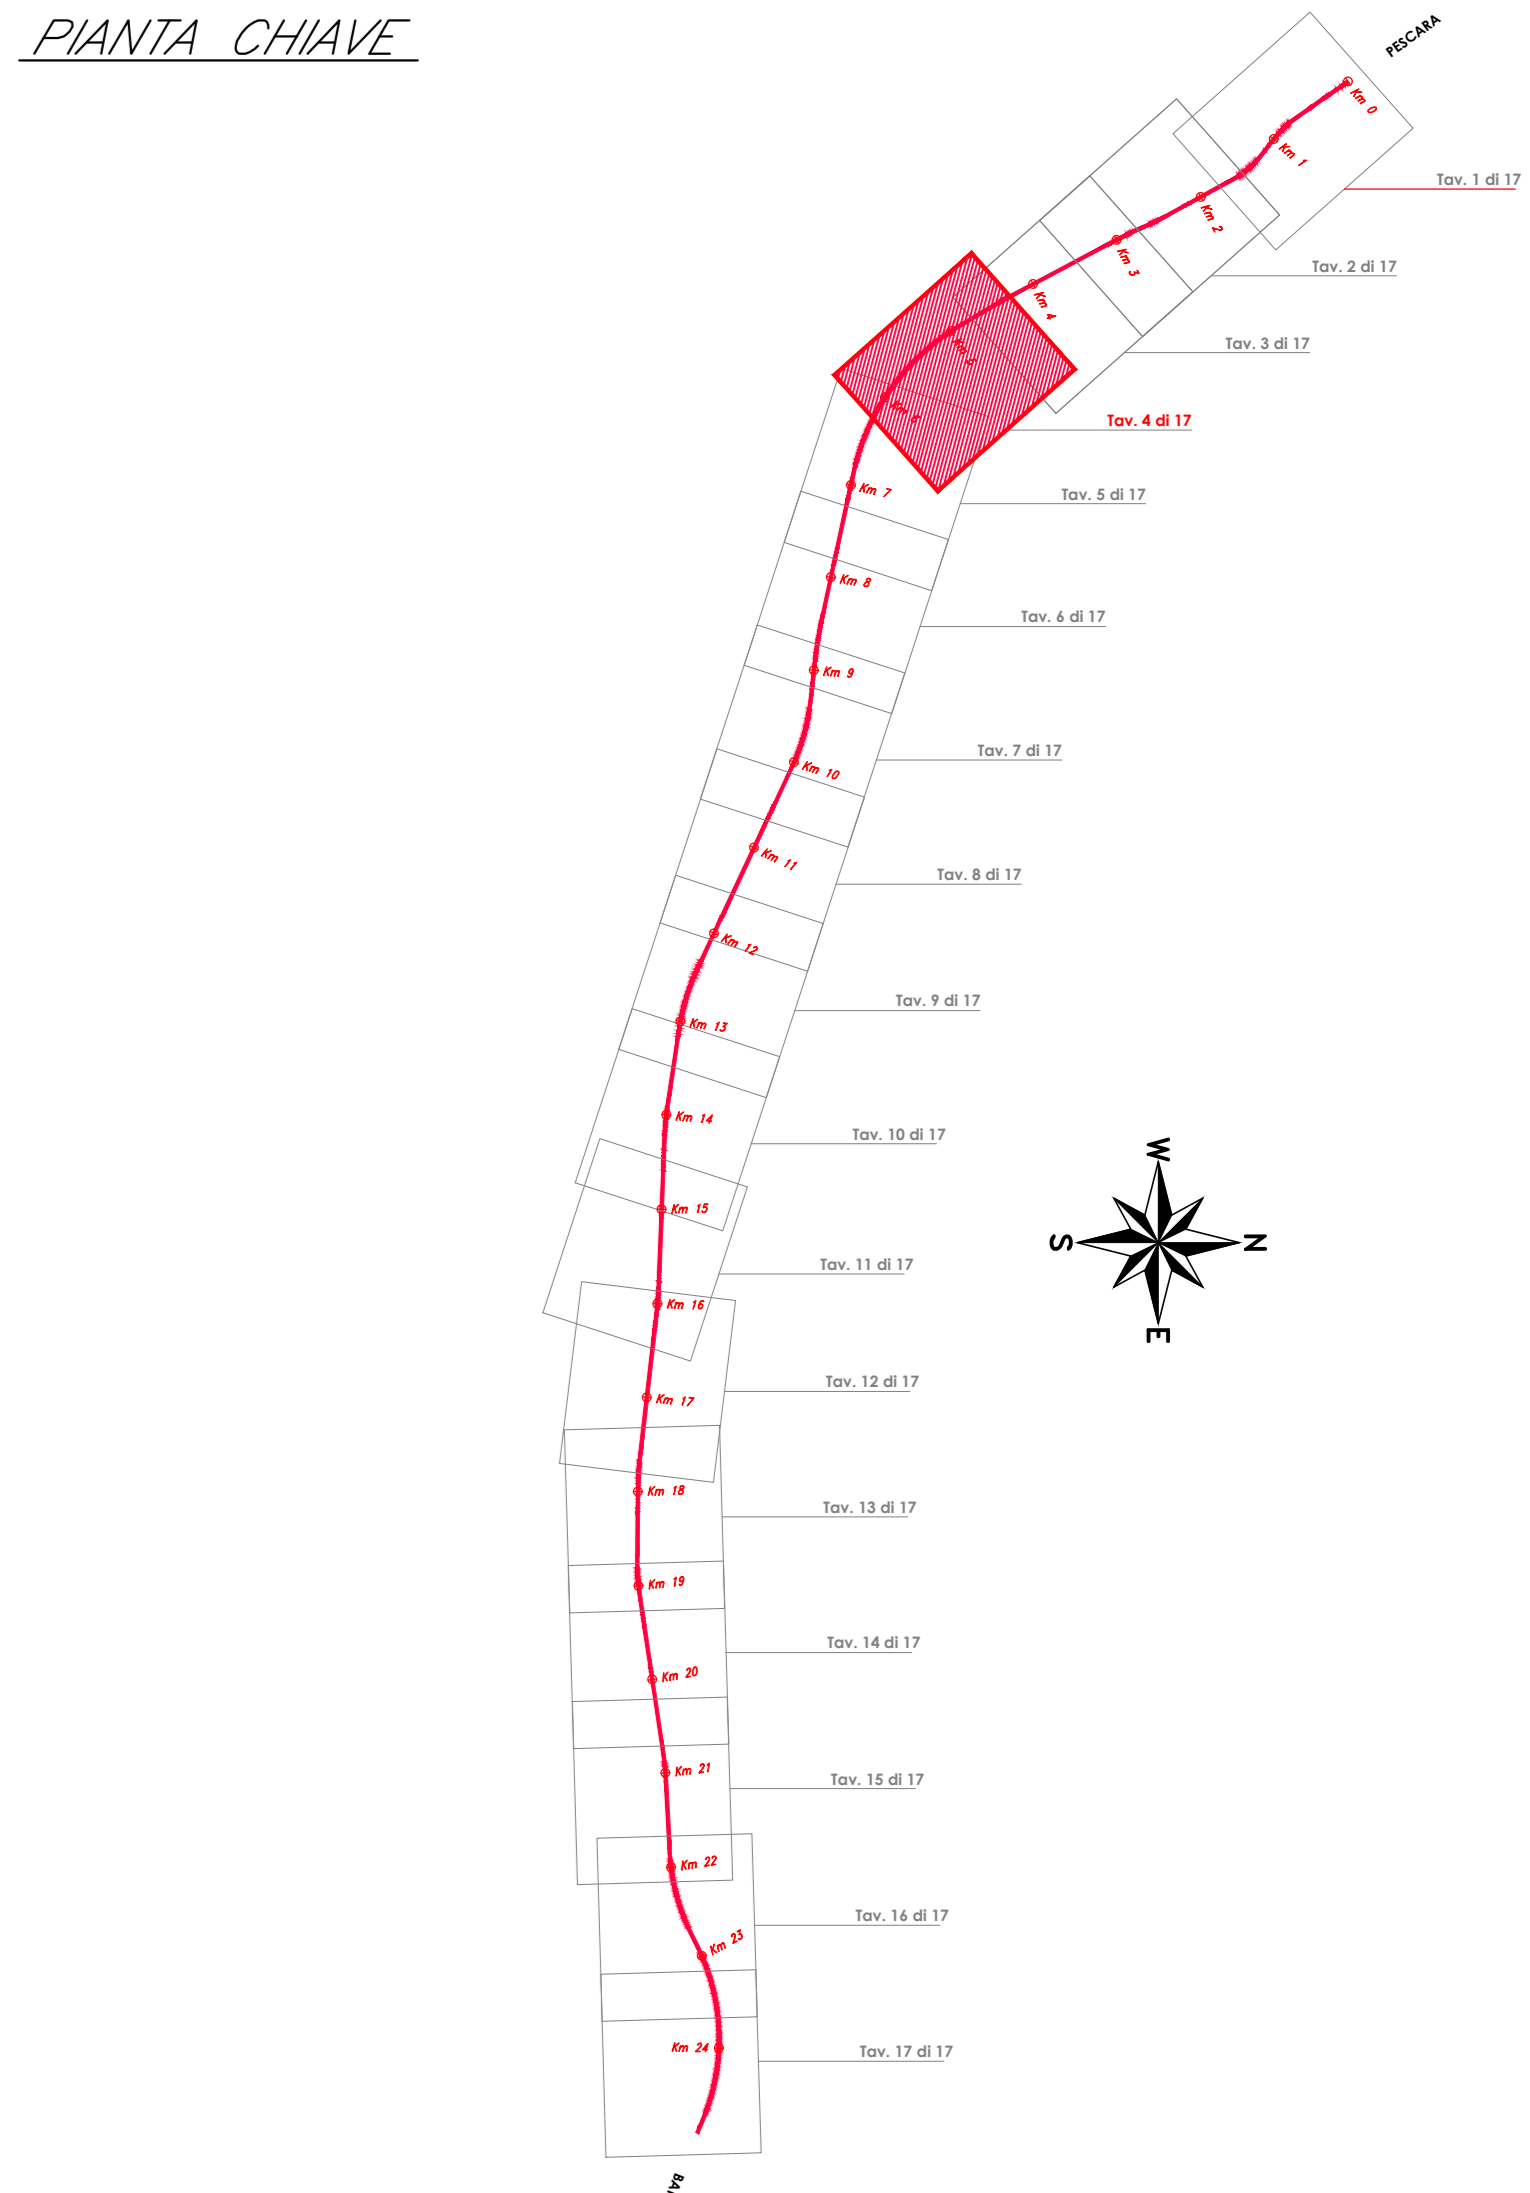 PIANTA CHIAVE
PESCARA
Km 0
Km 1
Tav. 1 di 17
Km 2
Km 3
Tav. 2 di 17
Km 4
Km 5
Tav. 3 di 17
Km 6
Tav. 4 di 17
Km 7
Tav. 5 di 17
Km 8
Tav. 6 di 17
Km 9
Tav. 7 di 17
Km 10
Km 11
Tav. 8 di 17
Km 12
Tav. 9 di 17
Km 13
Km 14
Tav. 10 di 17
W
Km 15
S
N
Tav. 11 di 17
Km 16
E
Tav. 12 di 17
Km 17
Km 18
Tav. 13 di 17
Km 19
Tav. 14 di 17
Km 20
Km 21
Tav. 15 di 17
Km 22
Tav. 16 di 17
Km 23
Km 24
Tav. 17 di 17